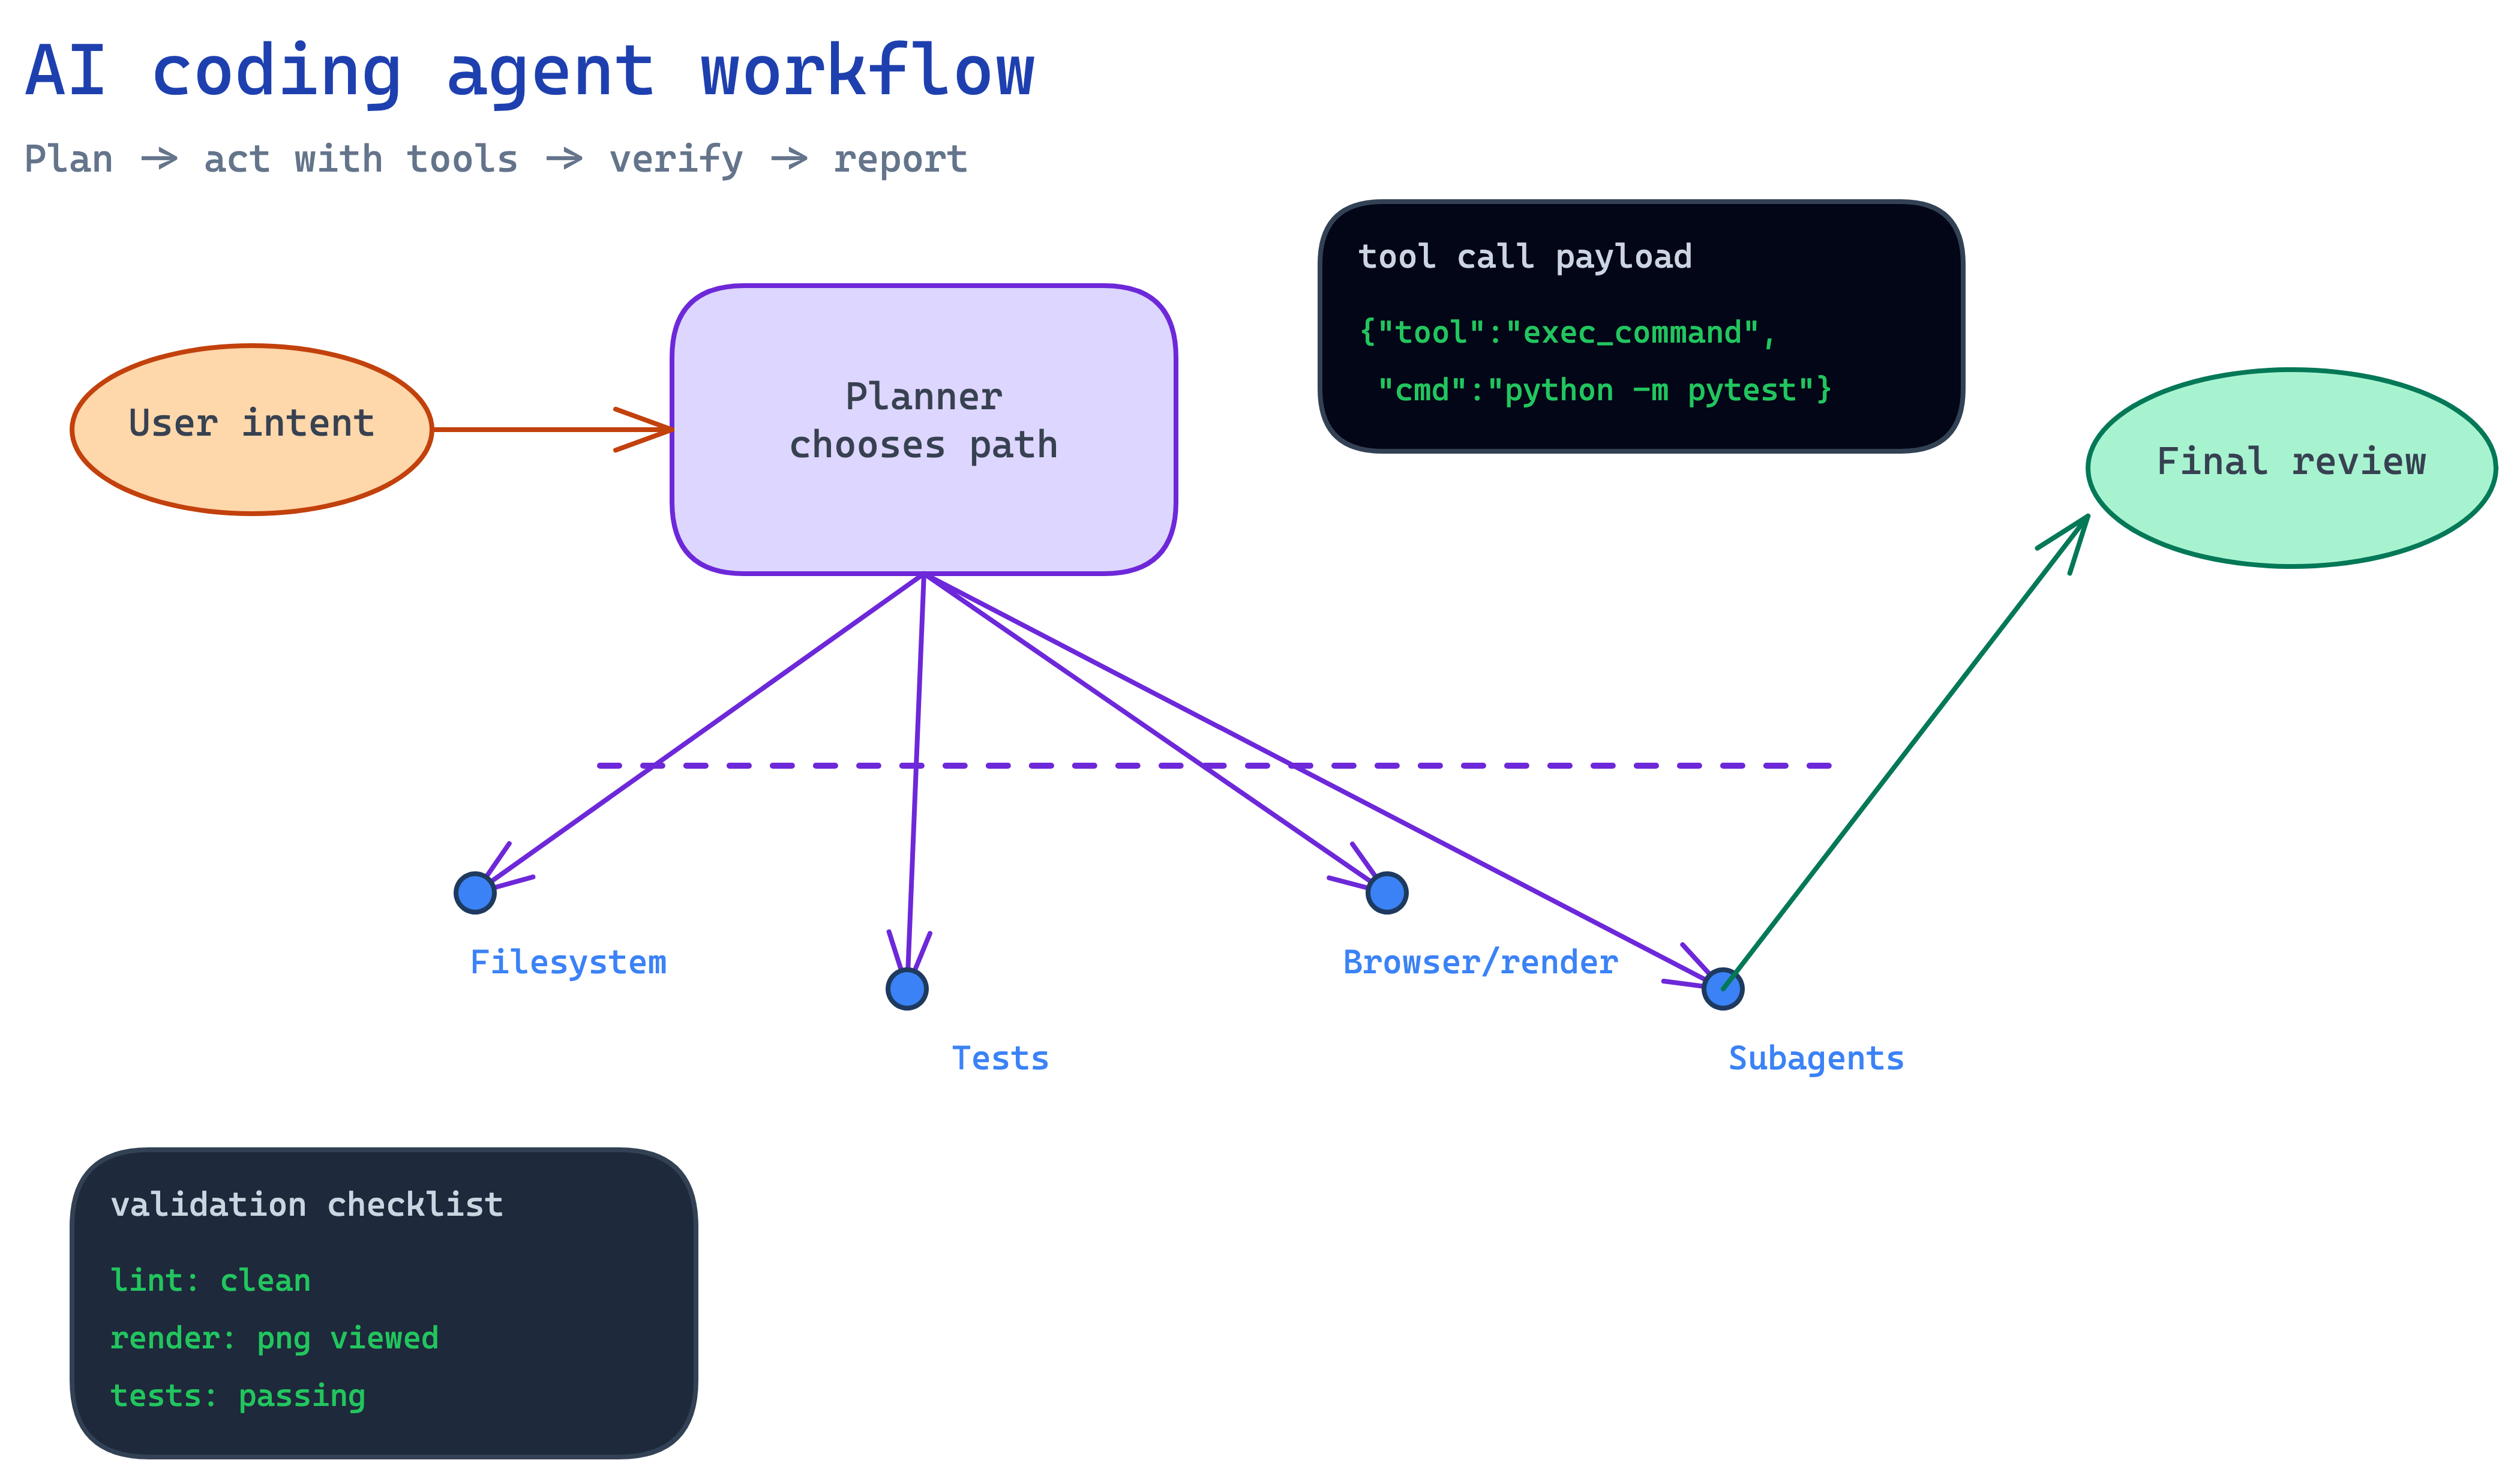 AI coding agent workflow
Plan → act with tools → verify → report
tool call payload
{"tool":"exec_command",
"cmd":"python -m pytest"}
User intent
Planner
chooses path
Final review
Filesystem
Browser/render
Tests
Subagents
validation checklist
lint: clean
render: png viewed
tests: passing